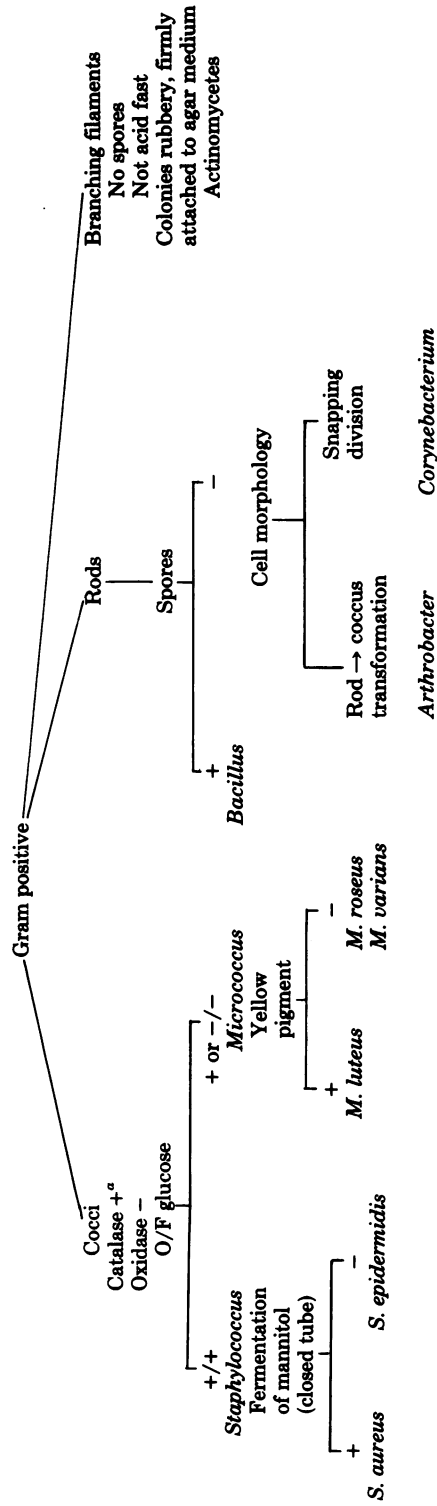 Gram positive
Cocci
Catalase +ᵃ
Oxidase −
O/F glucose
+/+
Staphylococcus
Fermentation
of mannitol
(closed tube)
+
S. aureus
−
S. epidermidis
+ or −/−
Micrococcus
Yellow
pigment
+
M. luteus
−
M. roseus
M. varians
Rods
Spores
+
Bacillus
−
Cell morphology
Rod → coccus
transformation
Arthrobacter
Snapping
division
Corynebacterium
Branching filaments
No spores
Not acid fast
Colonies rubbery, firmly
attached to agar medium
Actinomycetes